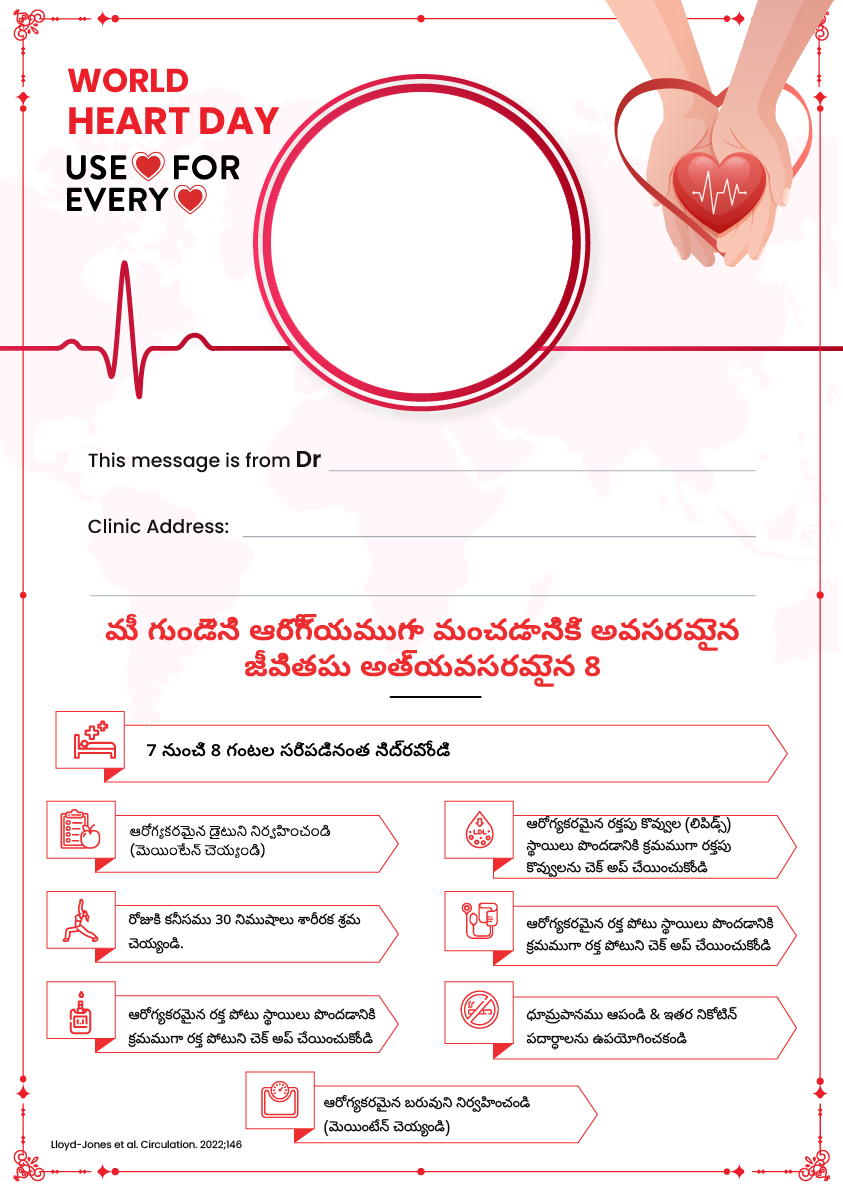 WORLD
HEART DAY
USE FOR
EVERY
This message is from Dr
Clinic Address:
మీ గుండెని ఆరోగ్యముగా మంచడానికి అవసరమైన
జీవితపు అత్యవసరమైన 8
7 నుంచి 8 గంటల సరిపడినంత నిద్రవోండి
ఆరోగ్యకరమైన డైటుని నిర్వహించండి
(మెయింటేన్ చెయ్యండి)
ఆరోగ్యకరమైన రక్తపు కొవ్వుల (లిపిడ్స్)
స్థాయిలు పొందడానికి క్రమముగా రక్తపు
కొవ్వులను చెక్ అప్ చేయించుకోండి
LDL
రోజుకి కనీసము 30 నిముషాలు శారీరక శ్రమ
చెయ్యండి.
ఆరోగ్యకరమైన రక్త పోటు స్థాయిలు పొందడానికి
క్రమముగా రక్త పోటుని చెక్ అప్ చేయించుకోండి
ఆరోగ్యకరమైన రక్త పోటు స్థాయిలు పొందడానికి
క్రమముగా రక్త పోటుని చెక్ అప్ చేయించుకోండి
ధూమ్రపానము ఆపండి & ఇతర నికోటిన్
పదార్ధాలను ఉపయోగించకండి
ఆరోగ్యకరమైన బరువుని నిర్వహించండి
(మెయింటేన్ చెయ్యండి)
Lloyd-Jones et al. Circulation. 2022;146